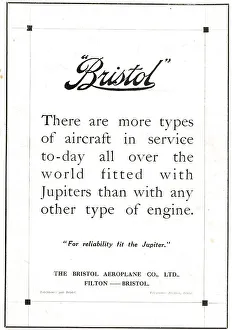 "Bristol"
There are more types
of aircraft in service
to-day all over the
world fitted with
Jupiters than with any
other type of engine.
"For reliability fit the Jupiter."
THE BRISTOL AEROPLANE CO., LTD.,
FILTON — BRISTOL.